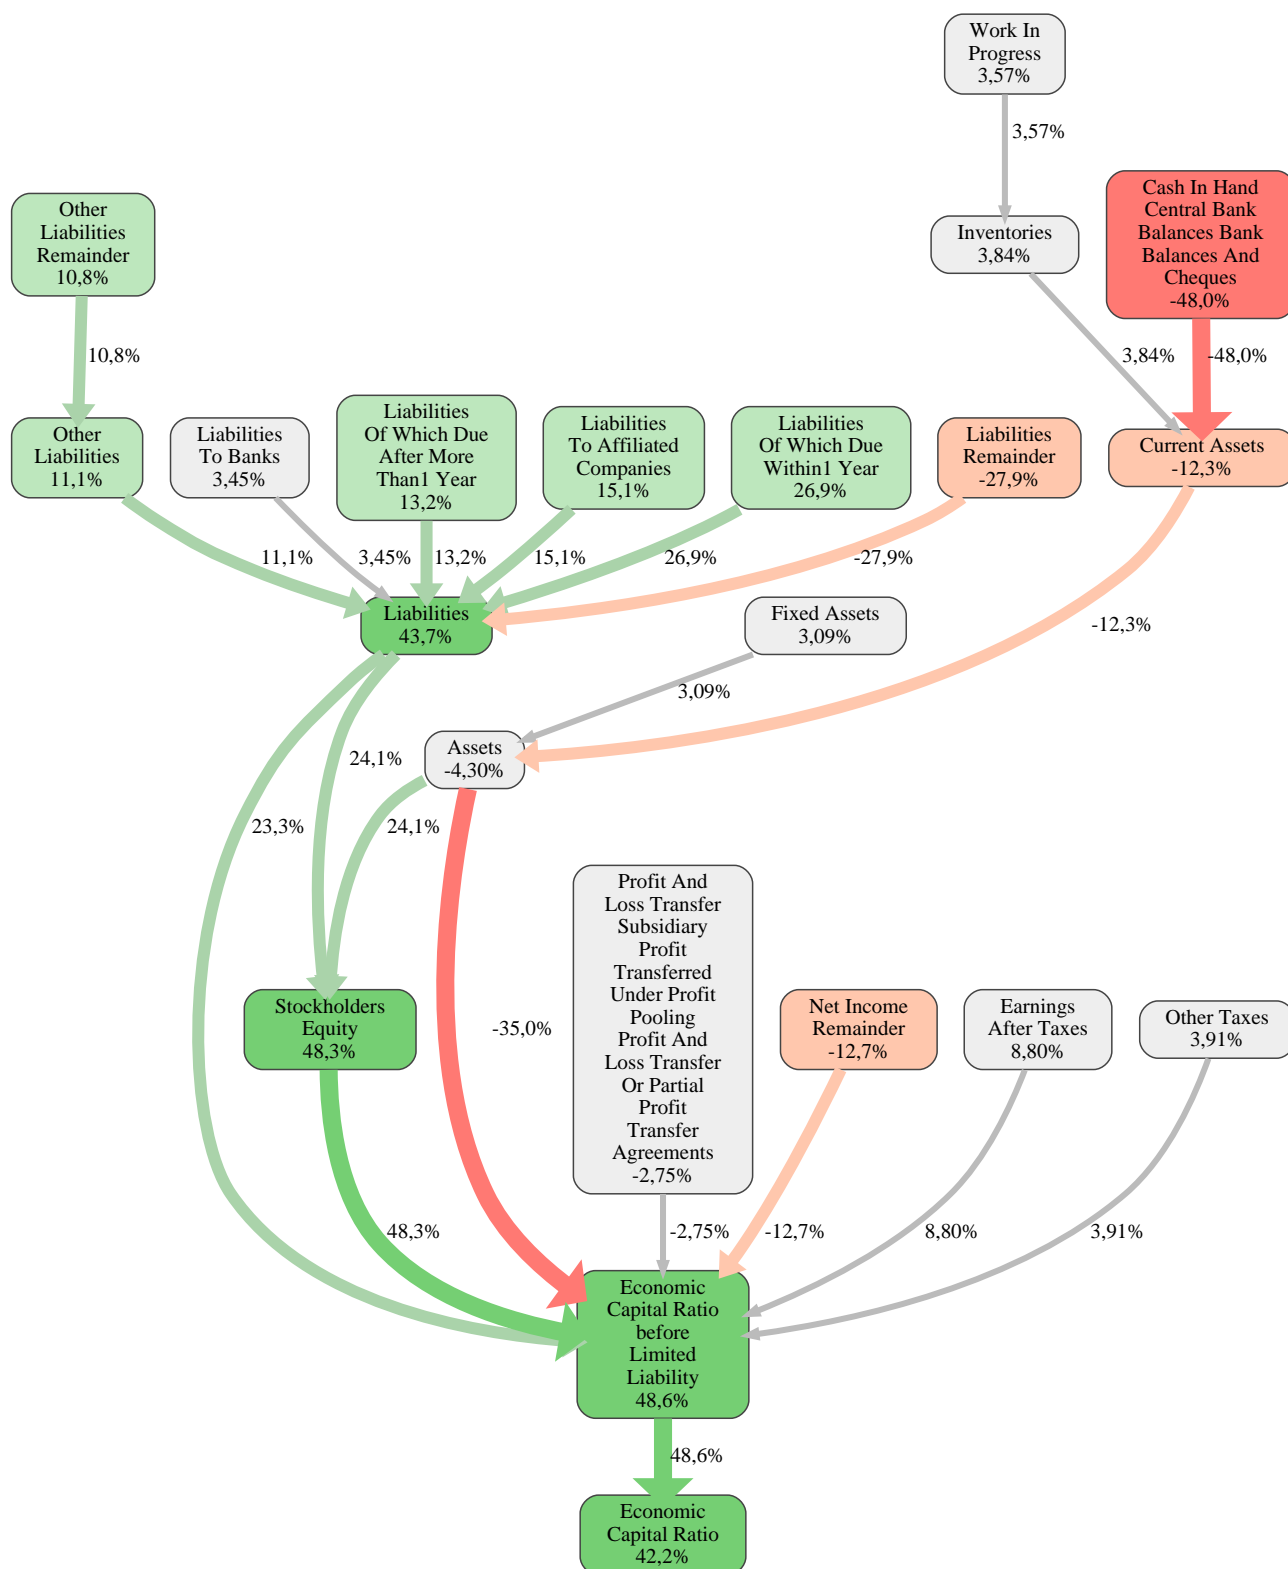 Work In
Progress
3,57%
3,57%
Other
Liabilities
Remainder
10,8%
Inventories
3,84%
Cash In Hand
Central Bank
Balances Bank
Balances And
Cheques
-48,0%
10,8%
3,84%
-48,0%
Other
Liabilities
11,1%
Liabilities
To Banks
3,45%
Liabilities
Of Which Due
After More
Than1 Year
13,2%
Liabilities
To Affiliated
Companies
15,1%
Liabilities
Of Which Due
Within1 Year
26,9%
Liabilities
Remainder
-27,9%
Current Assets
-12,3%
11,1%
3,45%
13,2%
15,1%
26,9%
-27,9%
Liabilities
43,7%
Fixed Assets
3,09%
-12,3%
3,09%
Assets
-4,30%
24,1%
23,3%
24,1%
Profit And
Loss Transfer
Subsidiary
Profit
Transferred
Under Profit
Pooling
Profit And
Loss Transfer
Or Partial
Profit
Transfer
Agreements
-2,75%
Stockholders
Equity
48,3%
-35,0%
Net Income
Remainder
-12,7%
Earnings
After Taxes
8,80%
Other Taxes
3,91%
48,3%
-2,75%
-12,7%
8,80%
3,91%
Economic
Capital Ratio
before
Limited
Liability
48,6%
48,6%
Economic
Capital Ratio
42,2%